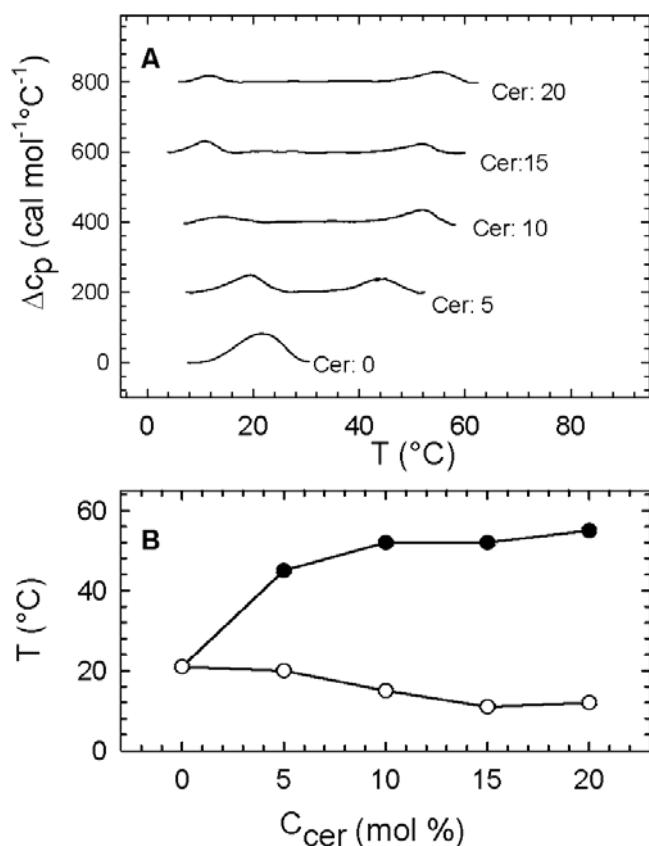 A
Δcp (cal mol⁻¹°C⁻¹)
800
600
400
200
0
Cer: 20
Cer:15
Cer: 10
Cer: 5
Cer: 0
0 20 40 60 80
T (°C)
B
T (°C)
60
40
20
0
0 5 10 15 20
Ccer (mol %)